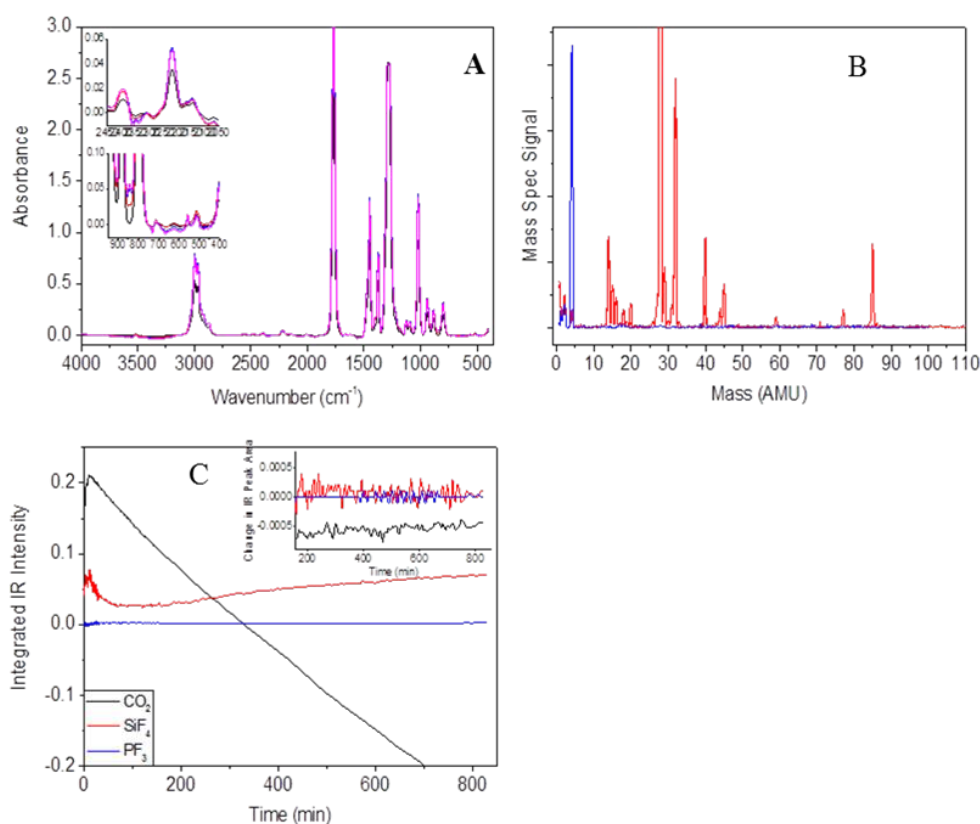 A
3.0
2.5
2.0
1.5
1.0
0.5
0.0
Absorbance
0.06
0.04
0.02
0.00
0.10
0.05
0.00
900 800 700 600 500 400
4000 3500 3000 2500 2000 1500 1000 500
Wavenumber (cm⁻¹)
B
Mass Spec Signal
0 10 20 30 40 50 60 70 80 90 100 110
Mass (AMU)
C
Integrated IR Intensity
0.2
0.1
0.0
-0.1
-0.2
CO₂
SiF₄
PF₃
0 200 400 600 800
Time (min)
Change in IR Peak Area
0.0005
0.0000
-0.0005
200 400 600 800
Time (min)